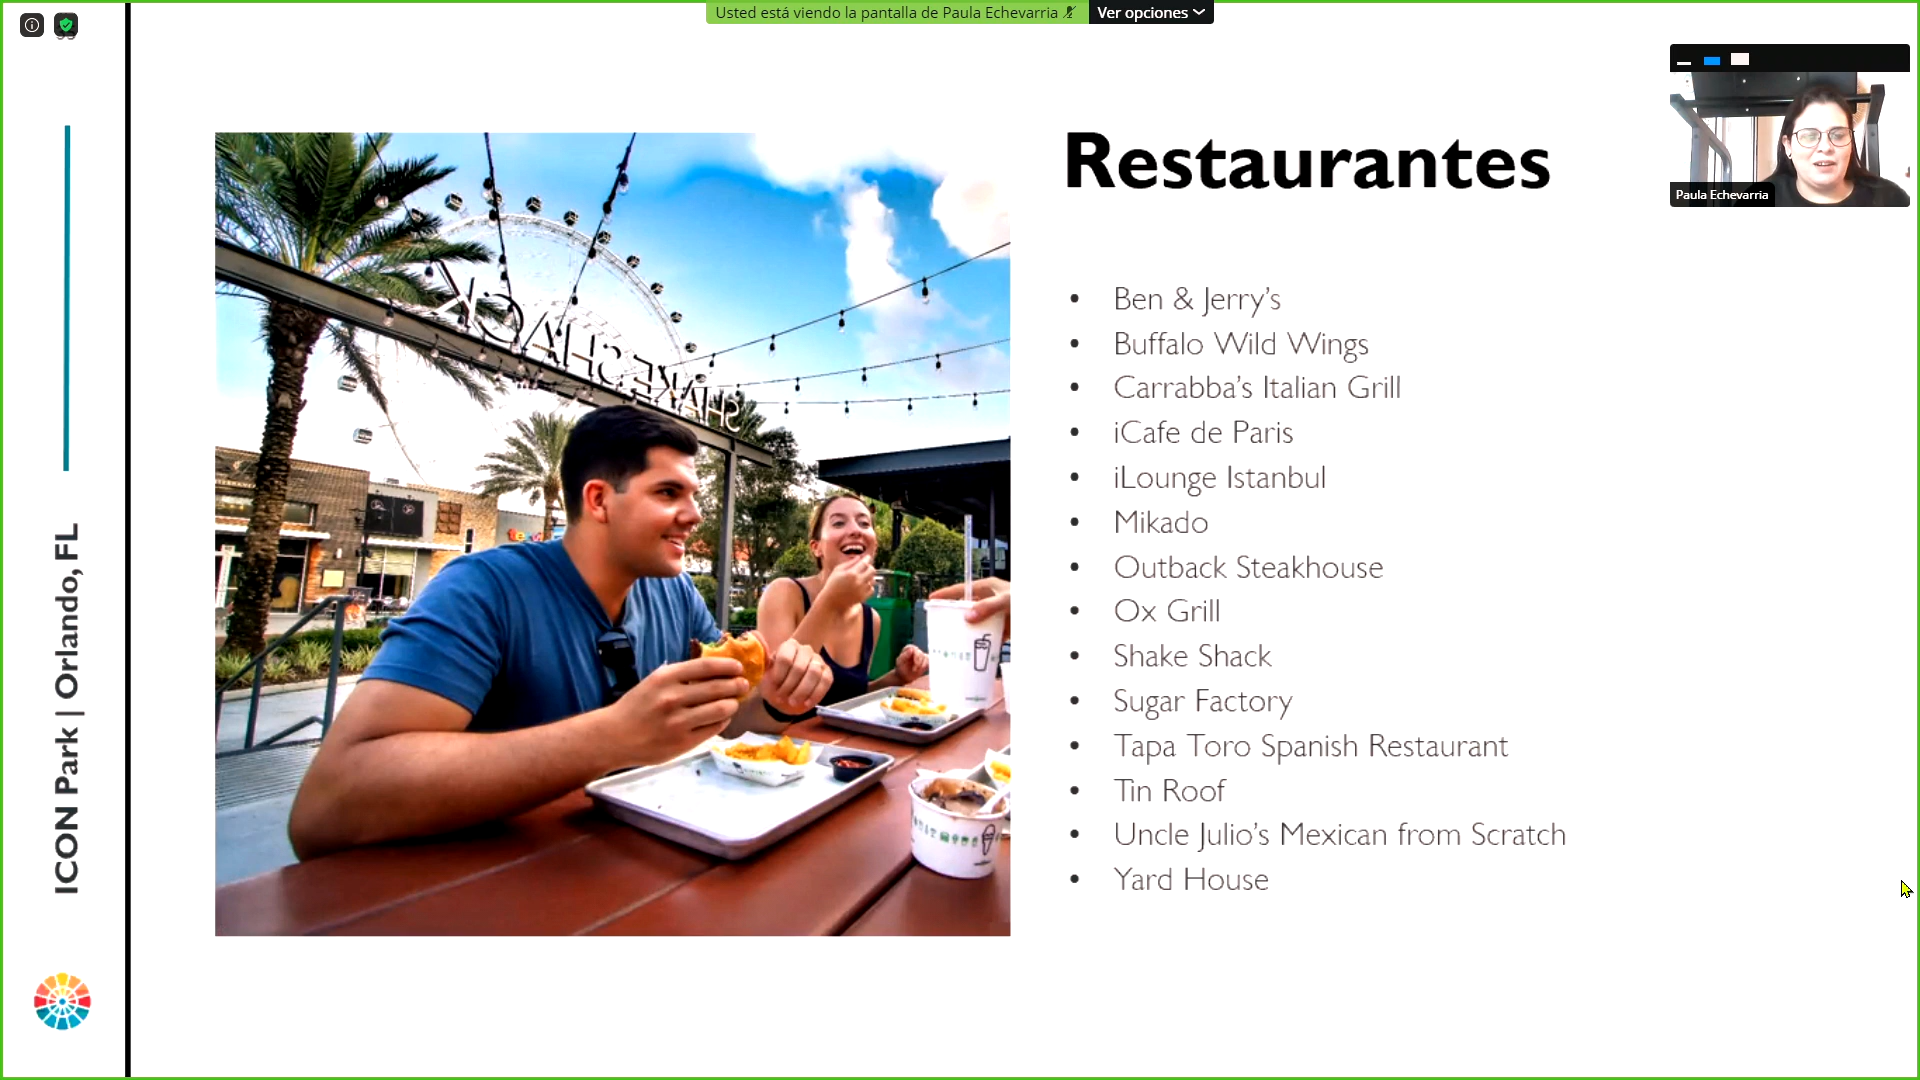 Usted está viendo la pantalla de Paula Echevarria
Ver opciones
Paula Echevarria
ICON Park | Orlando, FL
SHAKE SHACK
Restaurantes
• Ben & Jerry’s
• Buffalo Wild Wings
• Carrabba’s Italian Grill
• iCafe de Paris
• iLounge Istanbul
• Mikado
• Outback Steakhouse
• Ox Grill
• Shake Shack
• Sugar Factory
• Tapa Toro Spanish Restaurant
• Tin Roof
• Uncle Julio’s Mexican from Scratch
• Yard House